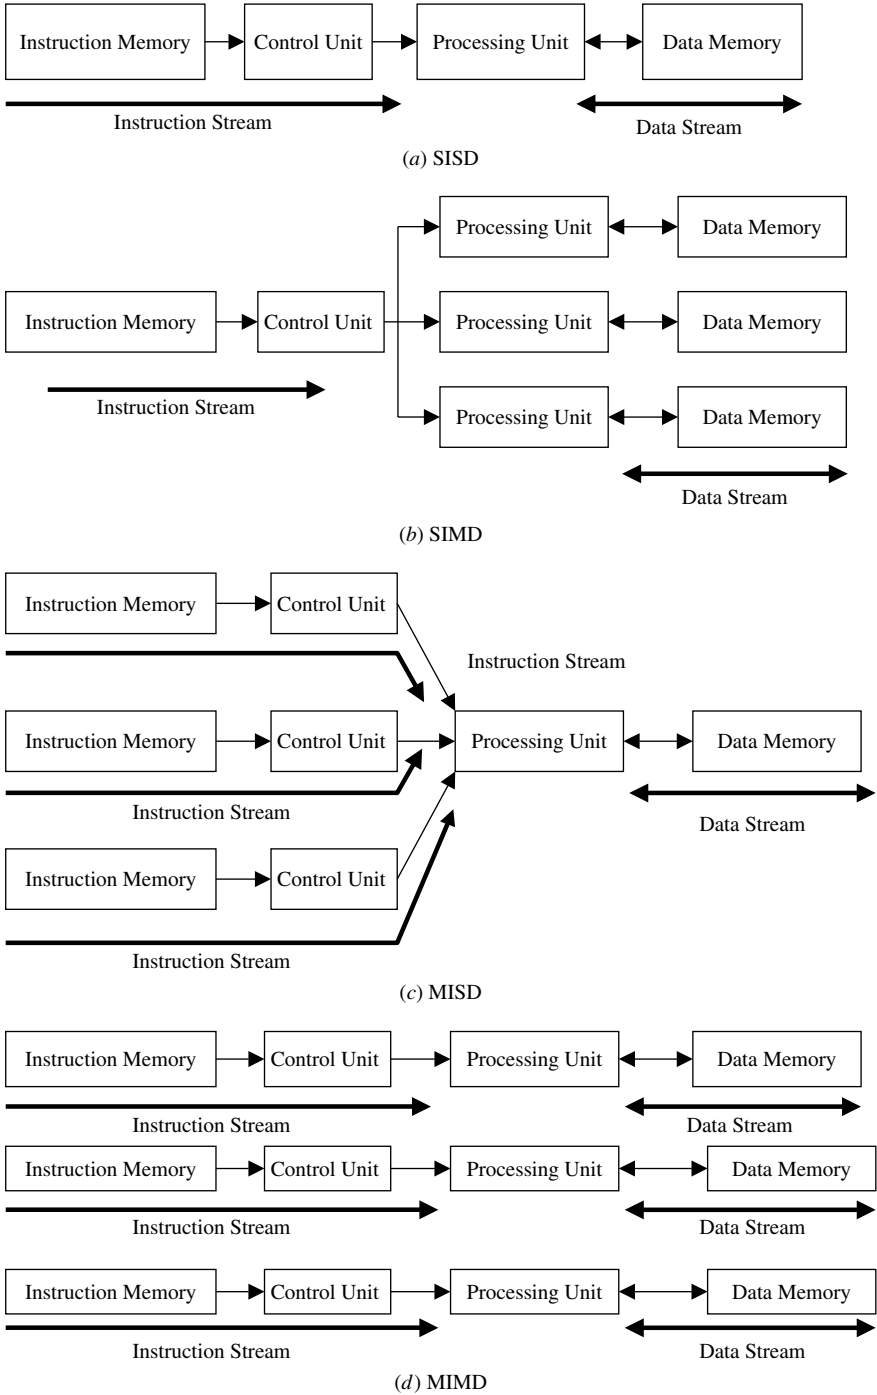 Instruction Memory Control Unit Processing Unit Data Memory
Instruction Stream Data Stream
(a) SISD
Processing Unit Data Memory
Instruction Memory Control Unit Processing Unit Data Memory
Instruction Stream
Processing Unit Data Memory
Data Stream
(b) SIMD
Instruction Memory Control Unit
Instruction Stream
Instruction Memory Control Unit Processing Unit Data Memory
Instruction Stream Data Stream
Instruction Memory Control Unit
Instruction Stream
(c) MISD
Instruction Memory Control Unit Processing Unit Data Memory
Instruction Stream Data Stream
Instruction Memory Control Unit Processing Unit Data Memory
Instruction Stream Data Stream
Instruction Memory Control Unit Processing Unit Data Memory
Instruction Stream Data Stream
(d) MIMD